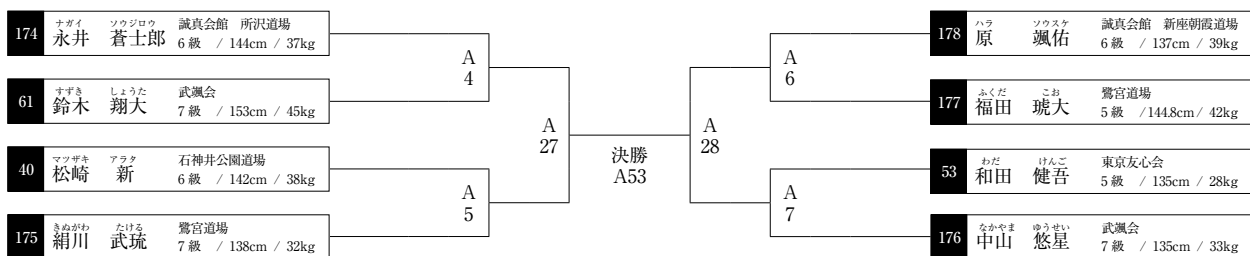 174 ナガイ ソウジロウ 誠真会館 所沢道場
永井 蒼士郎 6 級 / 144cm / 37kg
61 すずき しょうた 武颯会
鈴木 翔大 7 級 / 153cm / 45kg
40 マツザキ アラタ 石神井公園道場
松崎 新 6 級 / 142cm / 38kg
175 きぬがわ たける 鷺宮道場
絹川 武琉 7 級 / 138cm / 32kg
A
4
A
5
A
27
決勝
A53
A
28
A
6
A
7
178 ハラ ソウスケ 誠真会館 新座朝霞道場
原 颯佑 6 級 / 137cm / 39kg
177 ふくだ こお 鷺宮道場
福田 琥大 5 級 /144.8cm/ 42kg
53 わだ けんご 東京友心会
和田 健吾 5 級 / 135cm / 28kg
176 なかやま ゆうせい 武颯会
中山 悠星 7 級 / 135cm / 33kg